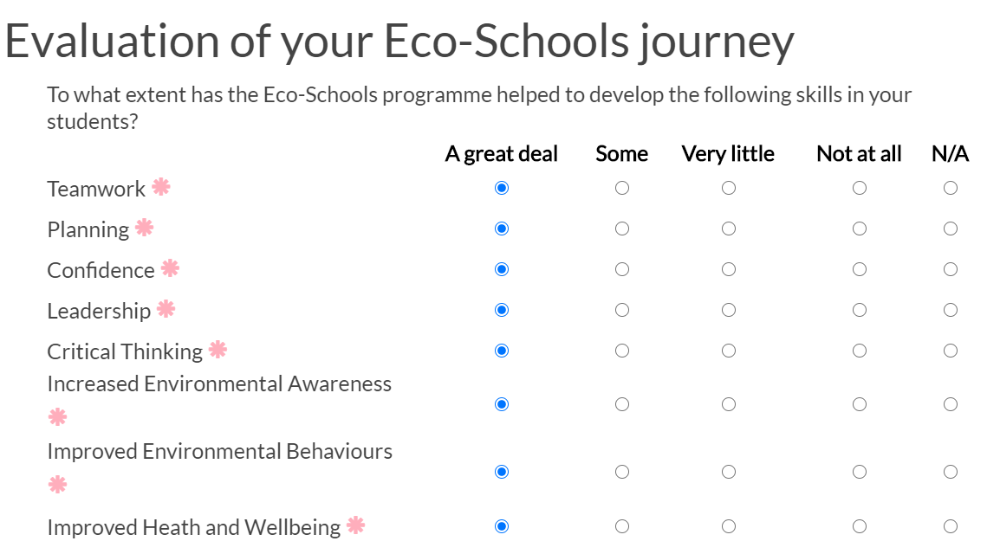 Evaluation of your Eco-Schools journey
To what extent has the Eco-Schools programme helped to develop the following skills in your
students?
A great deal Some Very little Not at all N/A
Teamwork
Planning
Confidence
Leadership
Critical Thinking
Increased Environmental Awareness
Improved Environmental Behaviours
Improved Heath and Wellbeing